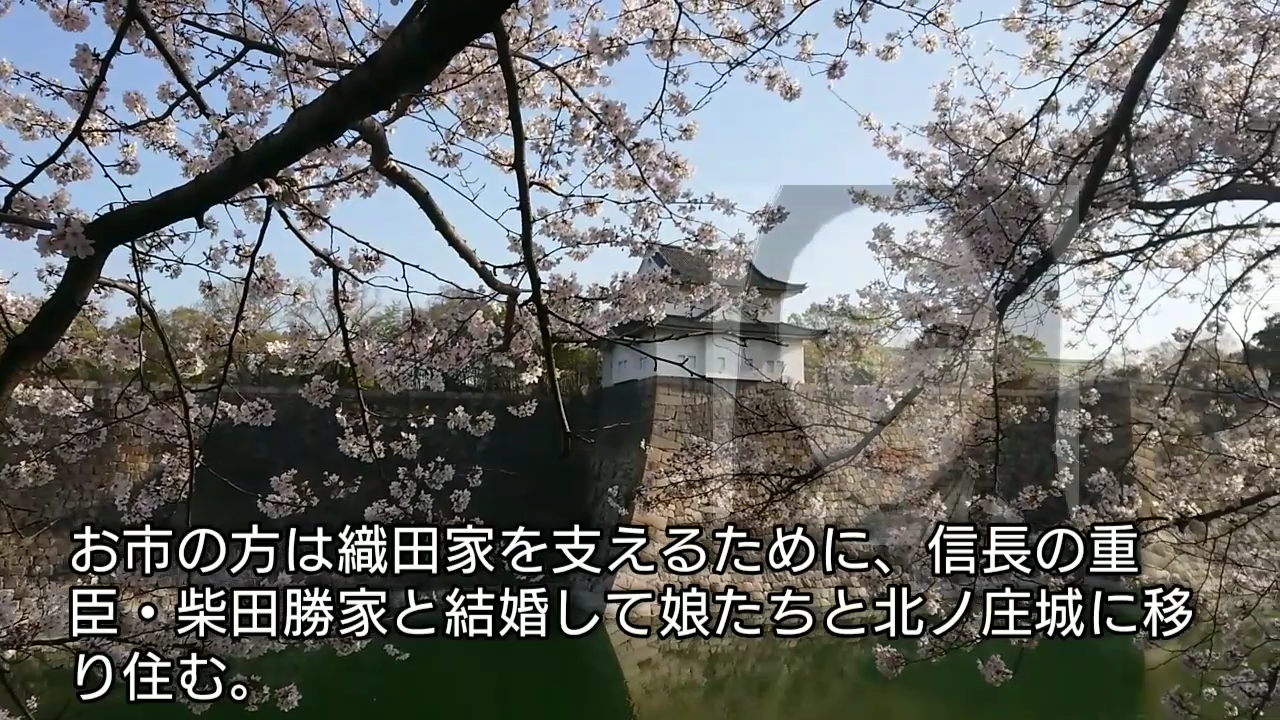 お市の方は織田家を支えるために、信長の重
臣・柴田勝家と結婚して娘たちと北ノ庄城に移
り住む。